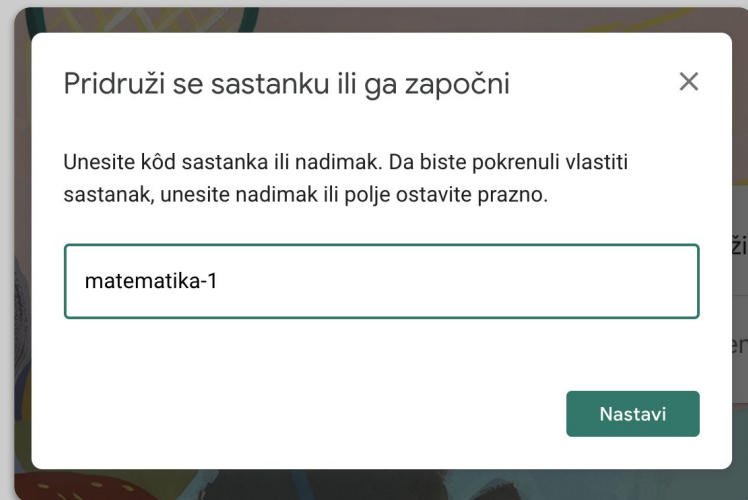 Pridruži se sastanku ili ga započni
Unesite kôd sastanka ili nadimak. Da biste pokrenuli vlastiti
sastanak, unesite nadimak ili polje ostavite prazno.
matematika-1
Nastavi